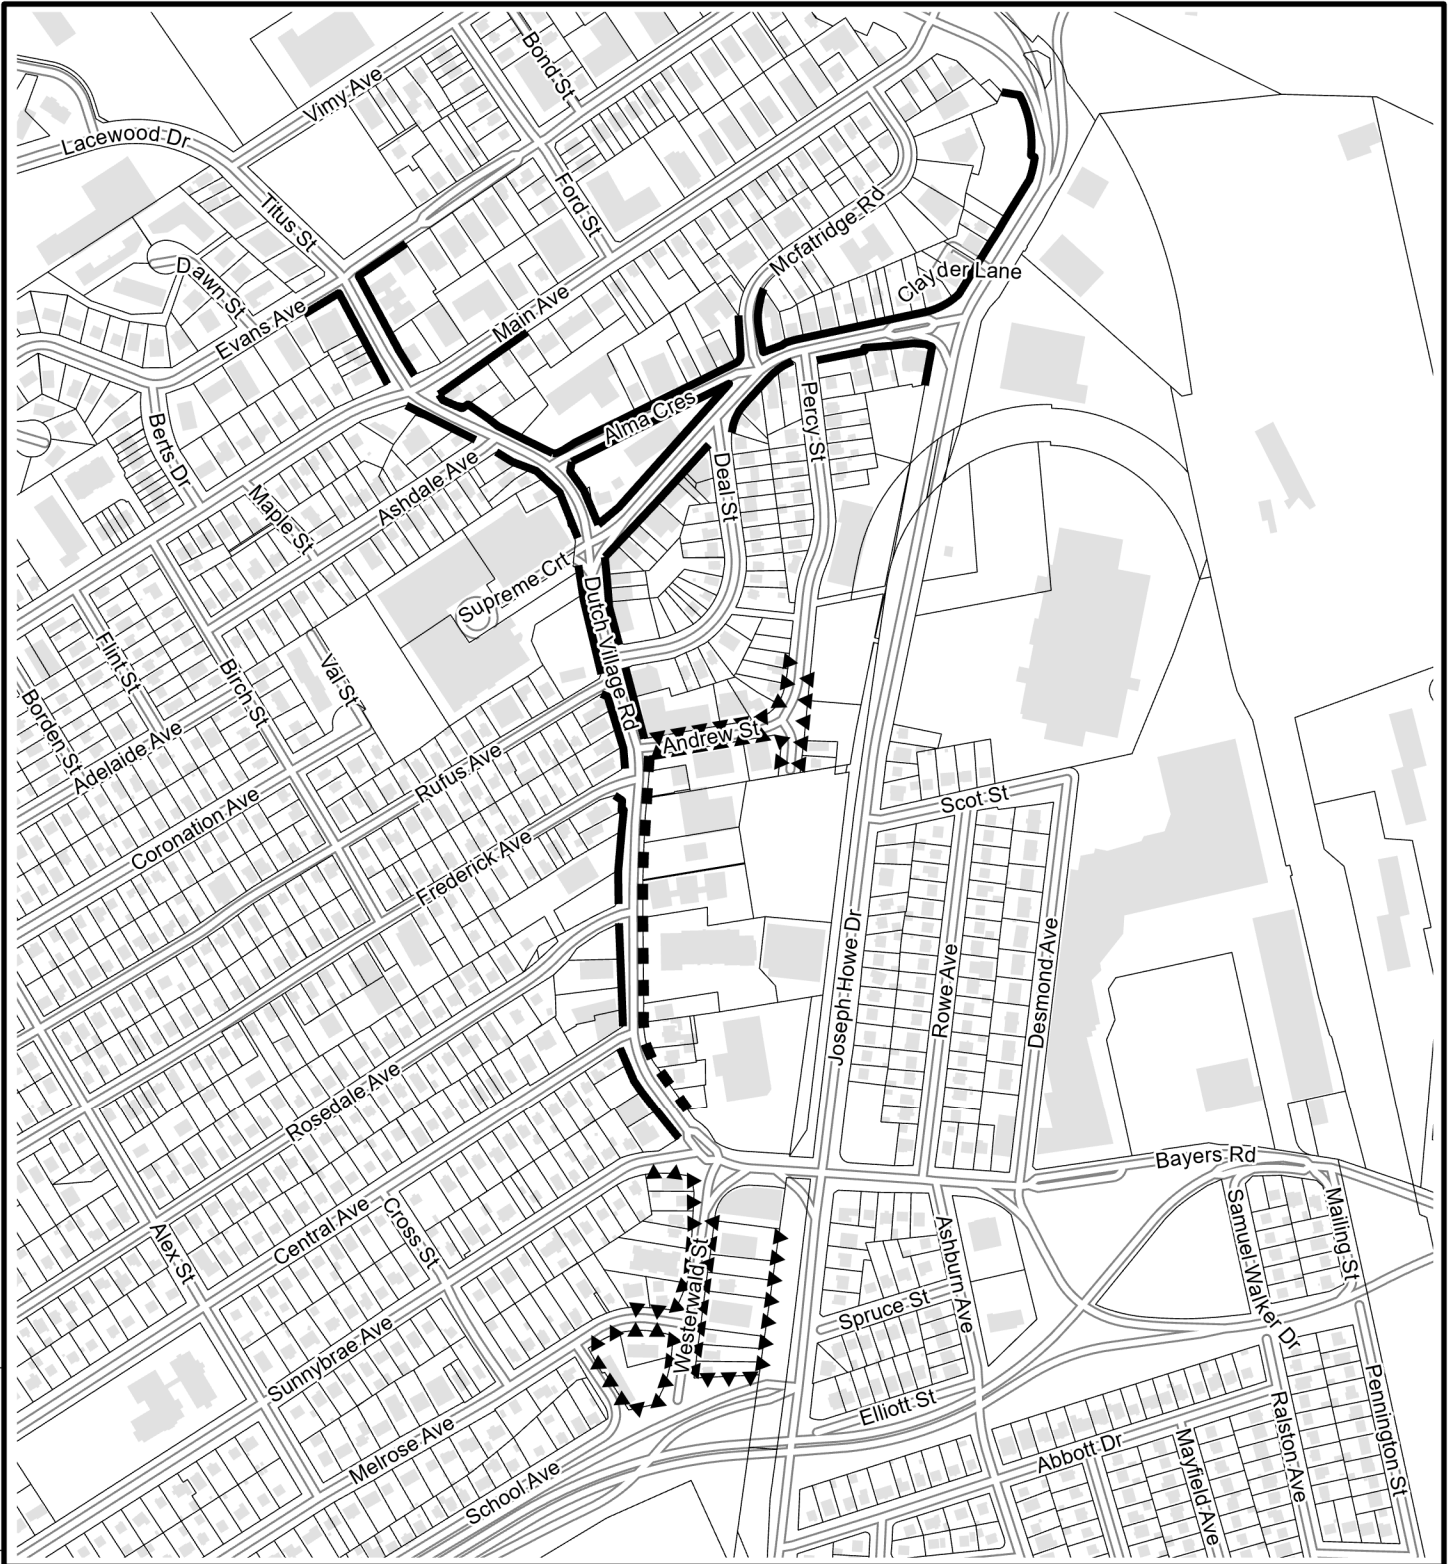 Bond St
Vimy Ave
Lacewood Dr
Titus St
Ford St
Mcfatridge Rd
Dawn St
Clayder Lane
Evans Ave
Main Ave
Alma Cres
Percy St
Berts Dr
Ashdale Ave
Deal St
Maple St
Supreme Crt
Dutch Village Rd
Flint St
Val St
Birch St
Borden St
Adelaide Ave
Andrew St
Rufus Ave
Coronation Ave
Scot St
Frederick Ave
Joseph Howe Dr
Rowe Ave
Desmond Ave
Rosedale Ave
Bayers Rd
Central Ave
Cross St
Alex St
Westerwald St
Ashburn Ave
Samuel Walker Dr
Mailing St
Spruce St
Sunnybrae Ave
Elliott St
Melrose Ave
Abbott Dr
Mayfield Ave
Ralston Ave
Pennington St
School Ave